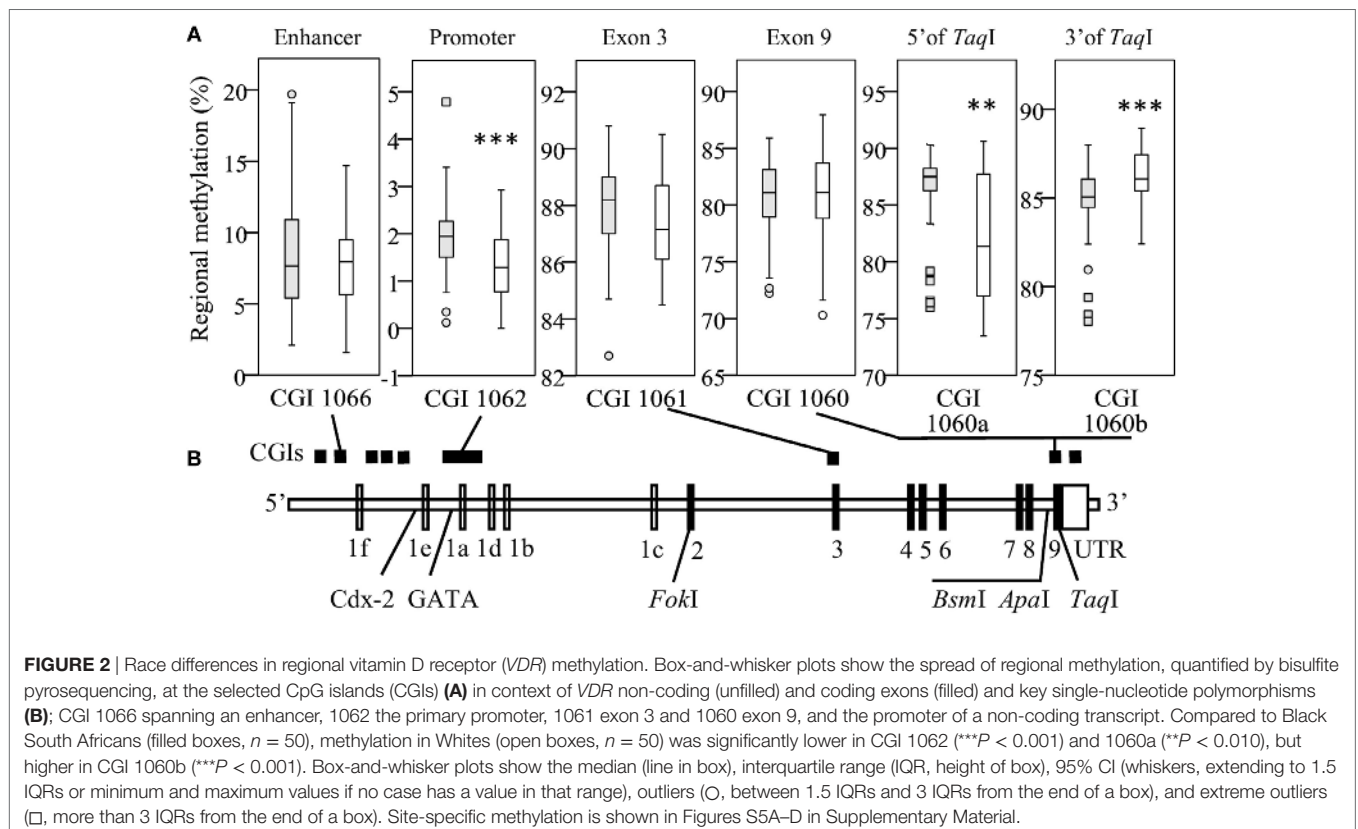 A
Enhancer Promoter Exon 3 Exon 9 5’of TaqI 3’of TaqI
Regional methylation (%)
20 15 10 5 0
5 4 3 2 1 0 -1
*** 
92 90 88 86 84 82
90 85 80 75 70 65
95 90 85 80 75 70
**
90 85 80 75
***
CGI 1066 CGI 1062 CGI 1061 CGI 1060 CGI 1060a CGI 1060b
B
CGIs
5’ 3’
1f 1e 1a 1d 1b 1c 2 3 4 5 6 7 8 9 UTR
Cdx-2 GATA FokI BsmI ApaI TaqI
FIGURE 2 | Race differences in regional vitamin D receptor (VDR) methylation. Box-and-whisker plots show the spread of regional methylation, quantified by bisulfite
pyrosequencing, at the selected CpG islands (CGIs) (A) in context of VDR non-coding (unfilled) and coding exons (filled) and key single-nucleotide polymorphisms
(B); CGI 1066 spanning an enhancer, 1062 the primary promoter, 1061 exon 3 and 1060 exon 9, and the promoter of a non-coding transcript. Compared to Black
South Africans (filled boxes, n = 50), methylation in Whites (open boxes, n = 50) was significantly lower in CGI 1062 (***P < 0.001) and 1060a (**P < 0.010), but
higher in CGI 1060b (***P < 0.001). Box-and-whisker plots show the median (line in box), interquartile range (IQR, height of box), 95% CI (whiskers, extending to 1.5
IQRs or minimum and maximum values if no case has a value in that range), outliers (○, between 1.5 IQRs and 3 IQRs from the end of a box), and extreme outliers
(□, more than 3 IQRs from the end of a box). Site-specific methylation is shown in Figures S5A–D in Supplementary Material.